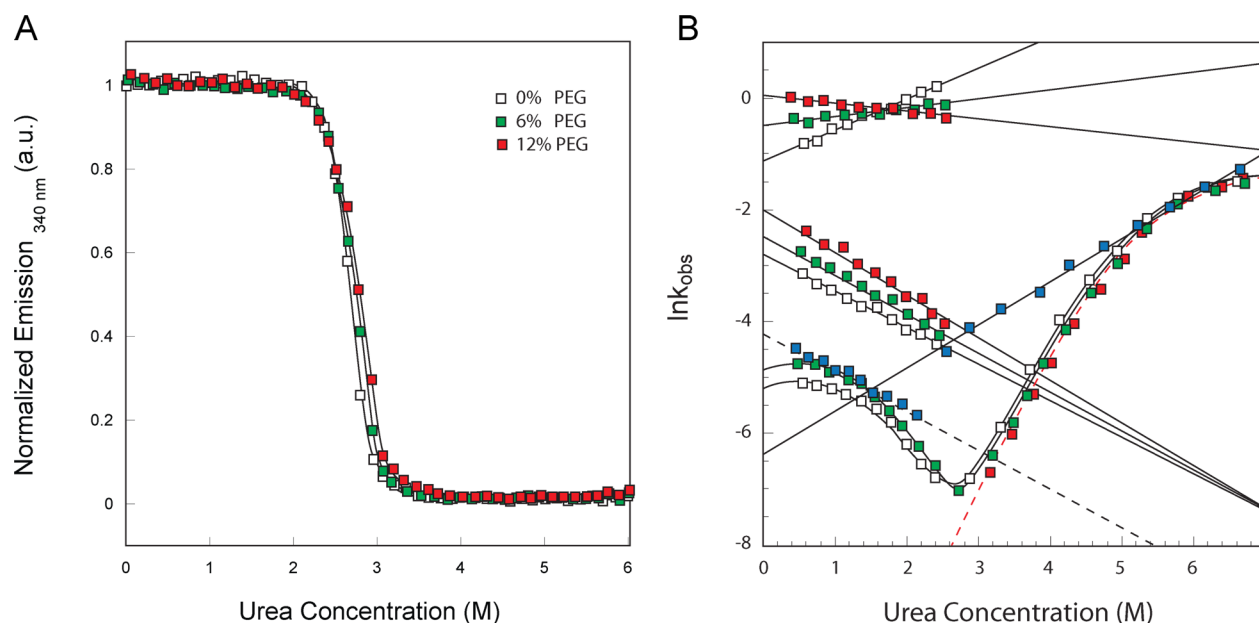 A
B
Normalized Emission 340 nm (a.u.)
1
0.8
0.6
0.4
0.2
0
0% PEG
6% PEG
12% PEG
0
1
2
3
4
5
6
Urea Concentration (M)
lnkobs
0
-2
-4
-6
-8
0
1
2
3
4
5
6
Urea Concentration (M)